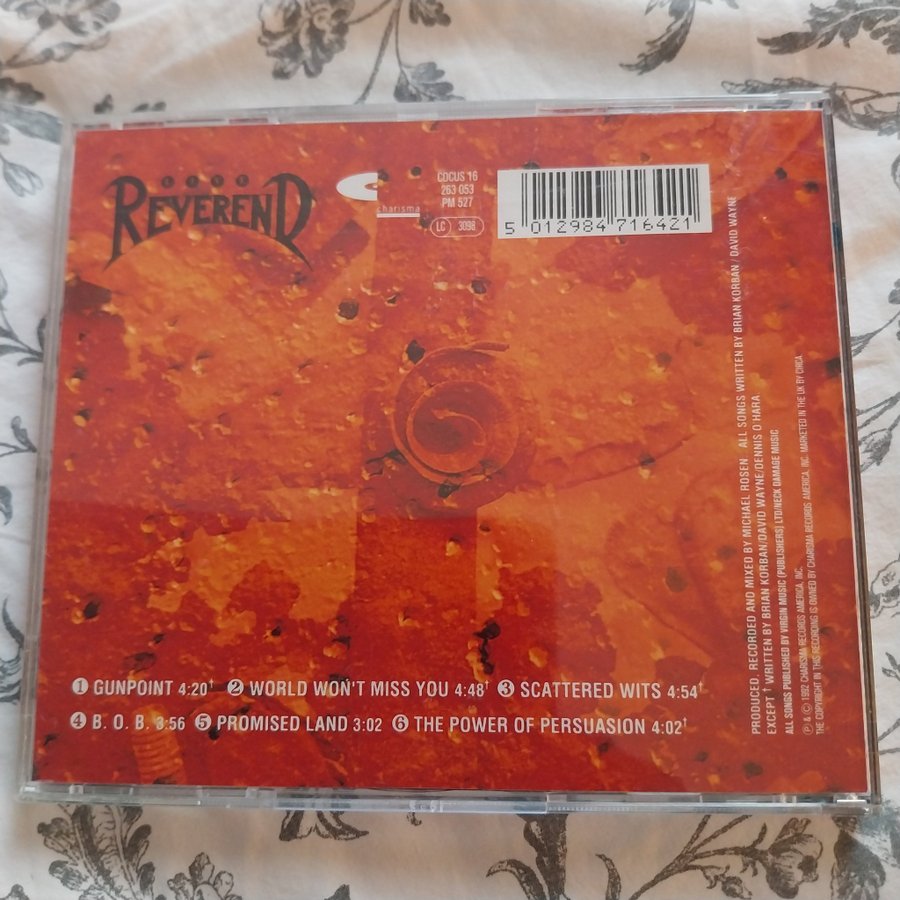 REVEREND
charisma
CDCUS 16
263 053
PM 527
LC 3098
5 012984 716421
1 GUNPOINT 4:20† 2 WORLD WON'T MISS YOU 4:48† 3 SCATTERED WITS 4:54†
4 B. O. B. 3:56 5 PROMISED LAND 3:02 6 THE POWER OF PERSUASION 4:02†
PRODUCED, RECORDED AND MIXED BY MICHAEL ROSEN ALL SONGS WRITTEN BY BRIAN KORBAN / DAVID WAYNE
EXCEPT † WRITTEN BY BRIAN KORBAN/DAVID WAYNE/DENNIS O HARA
ALL SONGS PUBLISHED BY VIRGIN MUSIC (PUBLISHERS) LTD/NECK DAMAGE MUSIC
Ⓟ & © 1992 CHARISMA RECORDS AMERICA, INC.
THE COPYRIGHT IN THIS RECORDING IS OWNED BY CHARISMA RECORDS AMERICA, INC. MARKETED IN THE UK BY CIRCA.